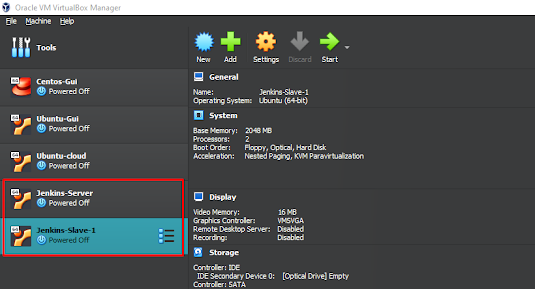 Oracle VM VirtualBox Manager
File Machine Help
Tools
Centos-Gui
Powered Off
Ubuntu-Gui
Powered Off
Ubuntu-cloud
Powered Off
Jenkins-Server
Powered Off
Jenkins-Slave-1
Powered Off
New Add Settings Discard Start
General
Name: Jenkins-Slave-1
Operating System: Ubuntu (64-bit)
System
Base Memory: 2048 MB
Processors: 2
Boot Order: Floppy, Optical, Hard Disk
Acceleration: Nested Paging, KVM Paravirtualization
Display
Video Memory: 16 MB
Graphics Controller: VMSVGA
Remote Desktop Server: Disabled
Recording: Disabled
Storage
Controller: IDE
IDE Secondary Device 0: [Optical Drive] Empty
Controller: SATA